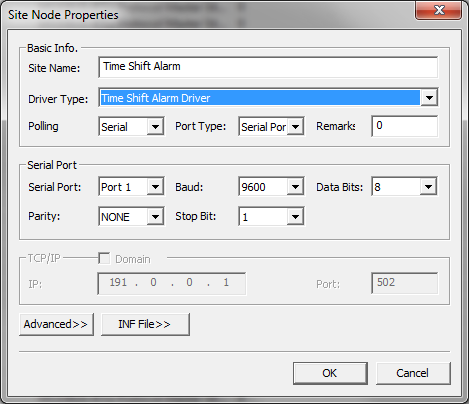 Site Node Properties
Basic Info.
Site Name: Time Shift Alarm
Driver Type: Time Shift Alarm Driver
Polling Serial Port Type: Serial Por Remark: 0
Serial Port
Serial Port: Port 1 Baud: 9600 Data Bits: 8
Parity: NONE Stop Bit: 1
TCP/IP Domain
IP: 191 . 0 . 0 . 1 Port: 502
Advanced>> INF File>>
OK Cancel